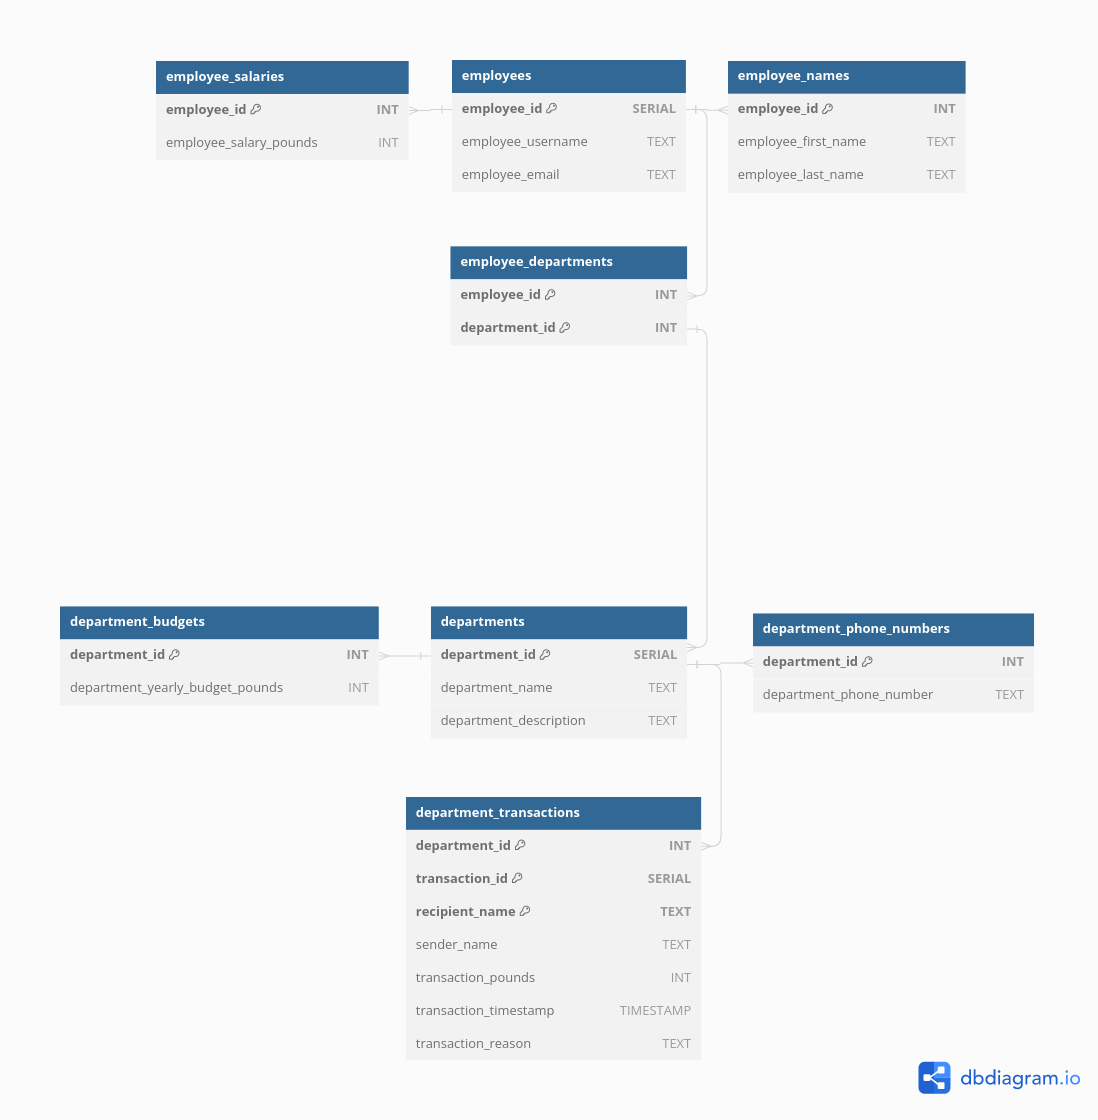 employee_salaries
employee_id INT
employee_salary_pounds INT
employees
employee_id SERIAL
employee_username TEXT
employee_email TEXT
employee_names
employee_id INT
employee_first_name TEXT
employee_last_name TEXT
employee_departments
employee_id INT
department_id INT
department_budgets
department_id INT
department_yearly_budget_pounds INT
departments
department_id SERIAL
department_name TEXT
department_description TEXT
department_phone_numbers
department_id INT
department_phone_number TEXT
department_transactions
department_id INT
transaction_id SERIAL
recipient_name TEXT
sender_name TEXT
transaction_pounds INT
transaction_timestamp TIMESTAMP
transaction_reason TEXT
dbdiagram.io